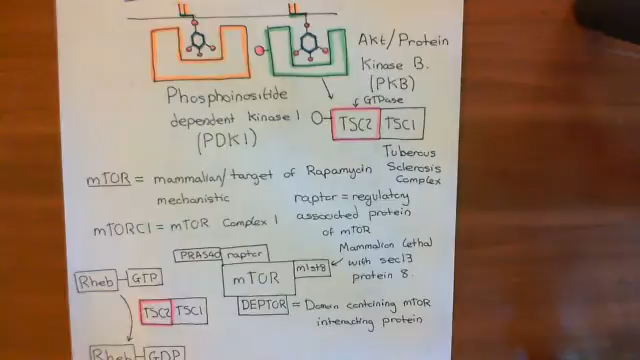 Akt/Protein
Kinase B.
(PKB)
Phosphoinositide
dependent Kinase 1
(PDK1)
GTPase
TSC2 TSC1
Tuberous
Sclerosis
Complex
mTOR = mammalian/target of Rapamycin
mechanistic
raptor = regulatory
associated protein
of mTOR
mTORC1 = mTOR Complex 1
PRAS40 raptor
mTOR
mlst8
Mammalian Lethal
with sec13
protein 8.
DEPTOR = Domain containing mTOR
interacting protein
Rheb GTP
TSC2 TSC1
Rheb GDP